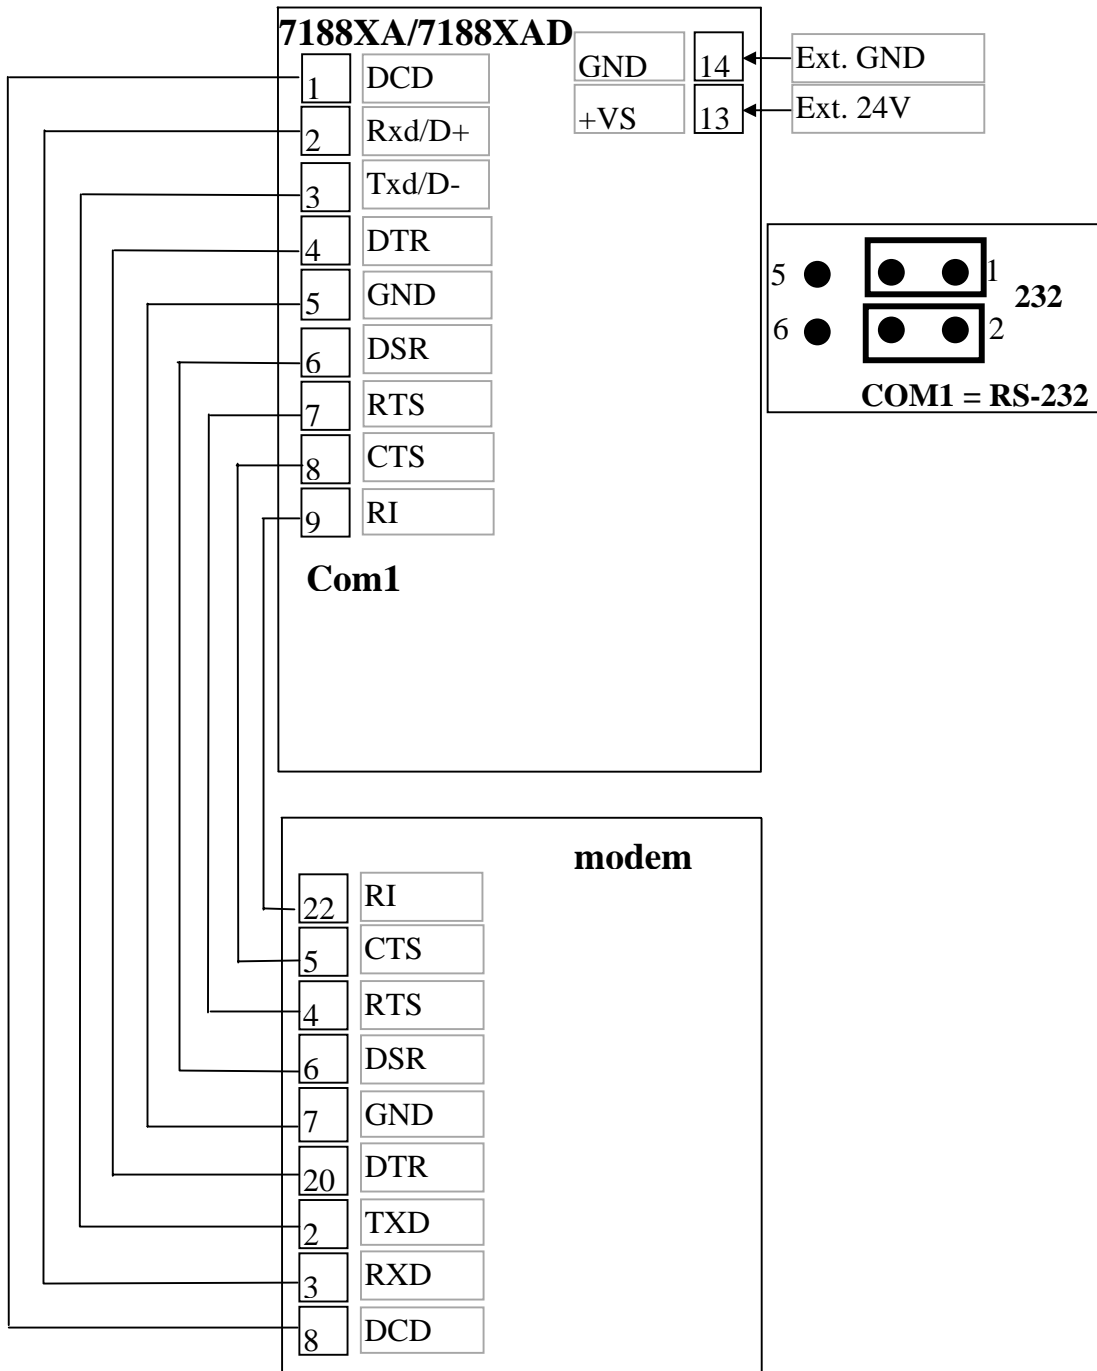 7188XA/7188XAD
1 DCD
2 Rxd/D+
3 Txd/D-
4 DTR
5 GND
6 DSR
7 RTS
8 CTS
9 RI
Com1
GND 14 Ext. GND
+VS 13 Ext. 24V
5 1
232
6 2
COM1 = RS-232
modem
22 RI
5 CTS
4 RTS
6 DSR
7 GND
20 DTR
2 TXD
3 RXD
8 DCD